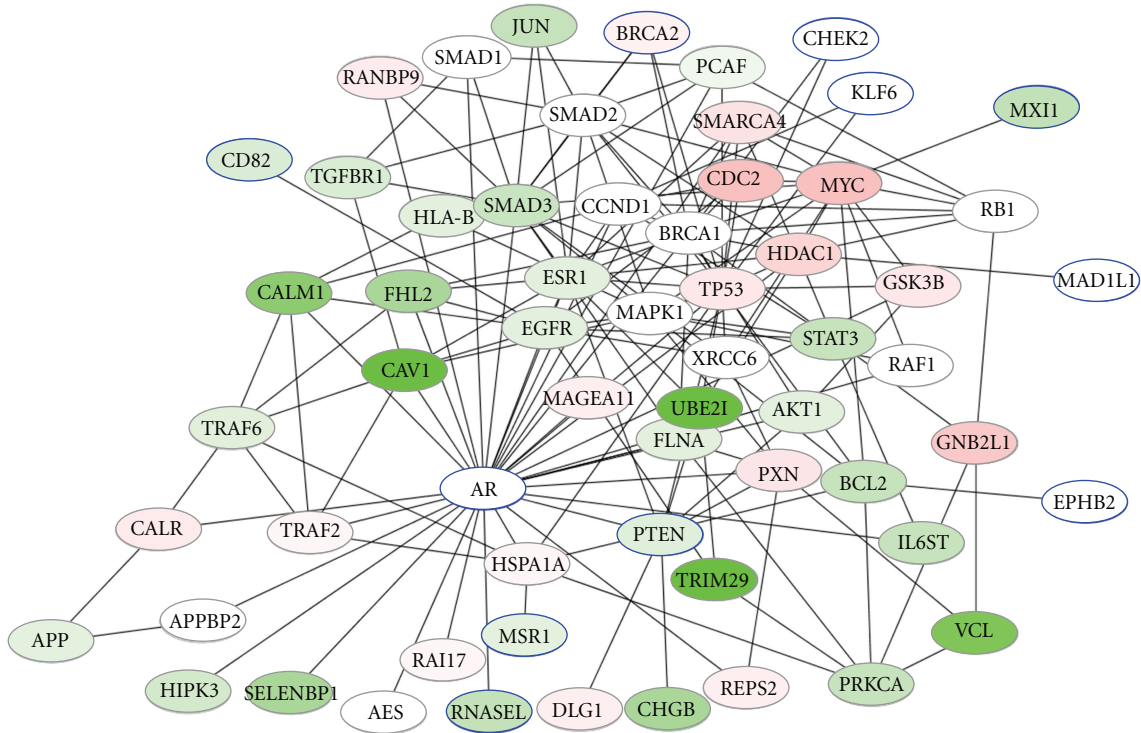 JUN
BRCA2
CHEK2
SMAD1
PCAF
RANBP9
KLF6
SMAD2
SMARCA4
MXI1
CD82
TGFBR1
CDC2
MYC
HLA-B
SMAD3
CCND1
RB1
BRCA1
HDAC1
CALM1
FHL2
ESR1
TP53
GSK3B
MAD1L1
EGFR
MAPK1
STAT3
CAV1
XRCC6
RAF1
MAGEA11
UBE2I
AKT1
TRAF6
FLNA
GNB2L1
PXN
BCL2
AR
EPHB2
CALR
TRAF2
PTEN
IL6ST
HSPA1A
TRIM29
APP
APPBP2
MSR1
VCL
RAI17
HIPK3
SELENBP1
PRKCA
REPS2
AES
RNASEL
DLG1
CHGB